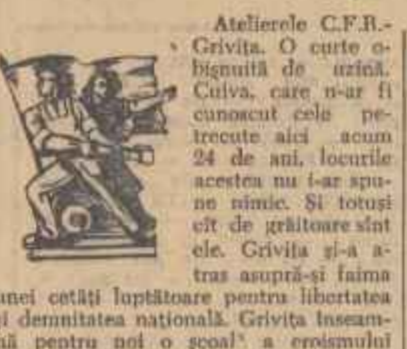 Atelierele C.F.R.-
Grivița. O curte o-
bișnuită de uzină.
Cuiva, care n-ar fi
cunoscut cele pe-
trecute aici acum
24 de ani, locurile
acestea nu i-ar spu-
ne nimic. Și totuși
cît de grăitoare sînt
ele. Grivița și-a a-
tras asupră-și faima
unei cetăți luptătoare pentru libertatea
și demnitatea națională. Grivița înseam-
nă pentru noi o școală a eroismului